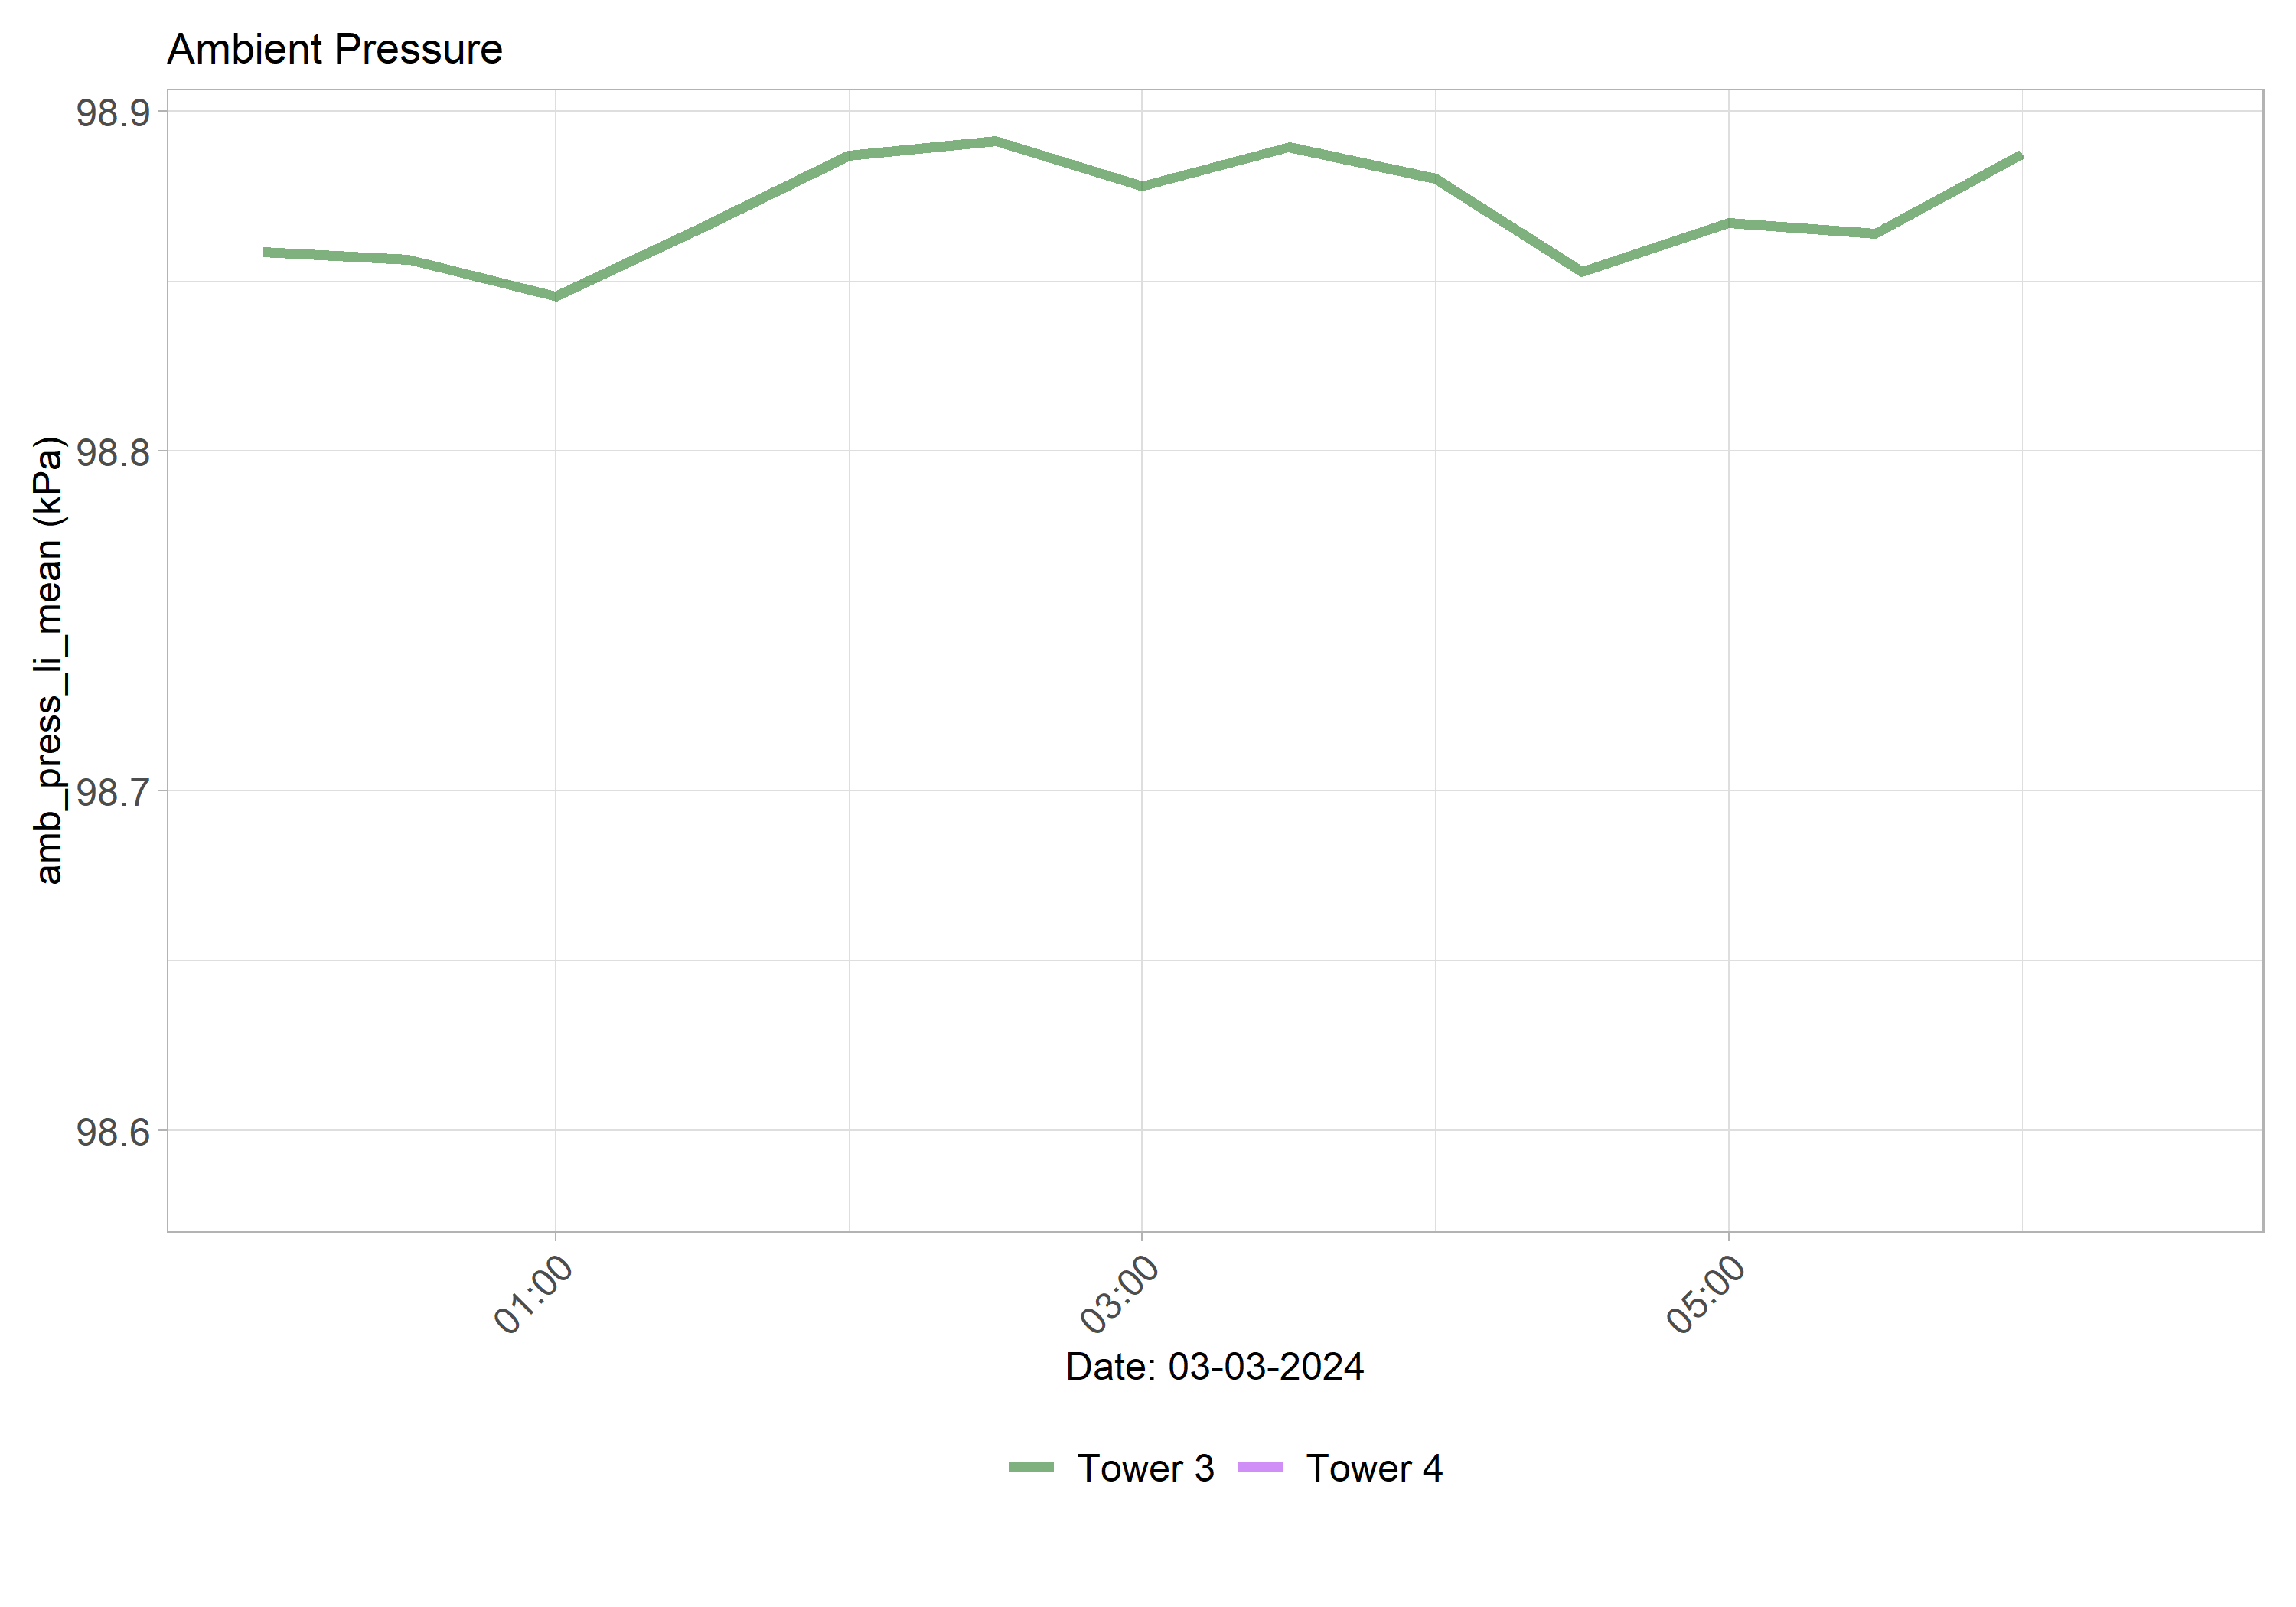 Ambient Pressure
amb_press_li_mean (kPa)
98.9
98.8
98.7
98.6
01:00
03:00
05:00
Date: 03-03-2024
Tower 3
Tower 4